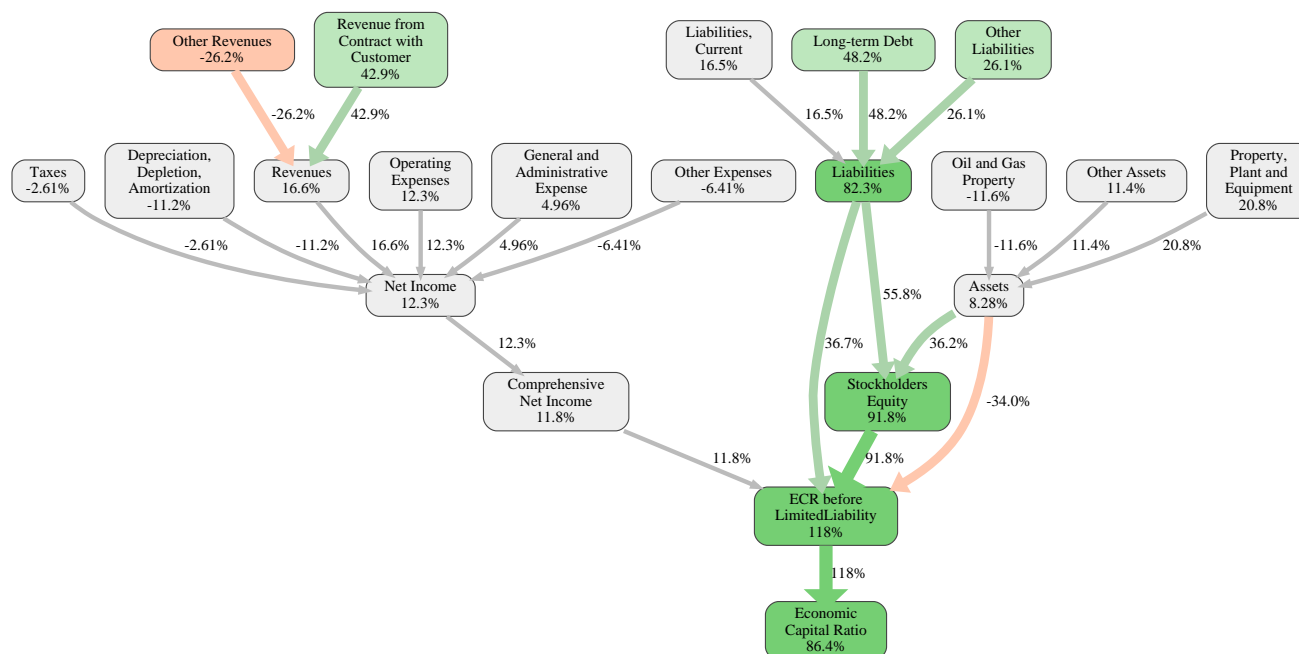 Other Revenues
-26.2%
Revenue from
Contract with
Customer
42.9%
Liabilities,
Current
16.5%
Long-term Debt
48.2%
Other
Liabilities
26.1%
-26.2%
42.9%
16.5%
48.2%
26.1%
Taxes
-2.61%
Depreciation,
Depletion,
Amortization
-11.2%
Revenues
16.6%
Operating
Expenses
12.3%
General and
Administrative
Expense
4.96%
Other Expenses
-6.41%
Liabilities
82.3%
Oil and Gas
Property
-11.6%
Other Assets
11.4%
Property,
Plant and
Equipment
20.8%
-2.61%
-11.2%
16.6%
12.3%
4.96%
-6.41%
-11.6%
11.4%
20.8%
Net Income
12.3%
55.8%
Assets
8.28%
12.3%
36.7%
36.2%
Comprehensive
Net Income
11.8%
Stockholders
Equity
91.8%
-34.0%
11.8%
91.8%
ECR before
LimitedLiability
118%
118%
Economic
Capital Ratio
86.4%